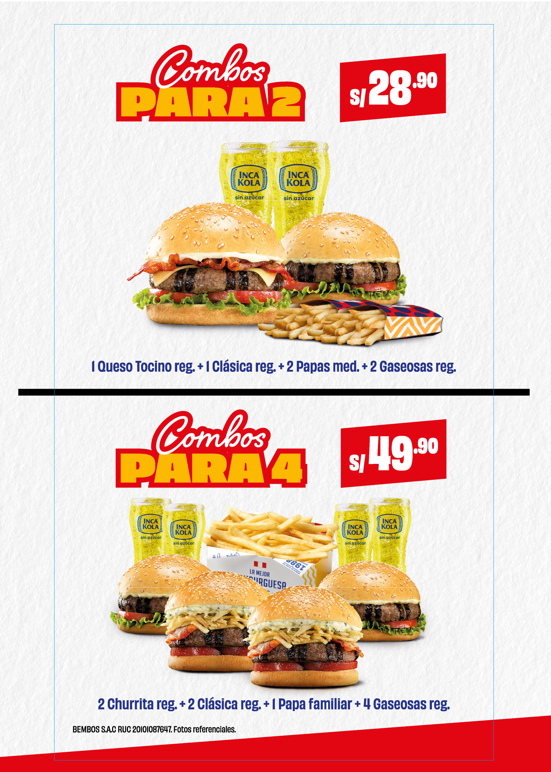 Combos
PARA 2
S/28.90
INCA
KOLA
sin azúcar
INCA
KOLA
sin azúcar
1 Queso Tocino reg. + 1 Clásica reg. + 2 Papas med. + 2 Gaseosas reg.
Combos
PARA 4
S/49.90
INCA
KOLA
sin azúcar
INCA
KOLA
sin azúcar
INCA
KOLA
sin azúcar
INCA
KOLA
sin azúcar
1988
LA MEJOR
2 Churrita reg. + 2 Clásica reg. + 1 Papa familiar + 4 Gaseosas reg.
BEMBOS S.A.C RUC 20101087647. Fotos referenciales.